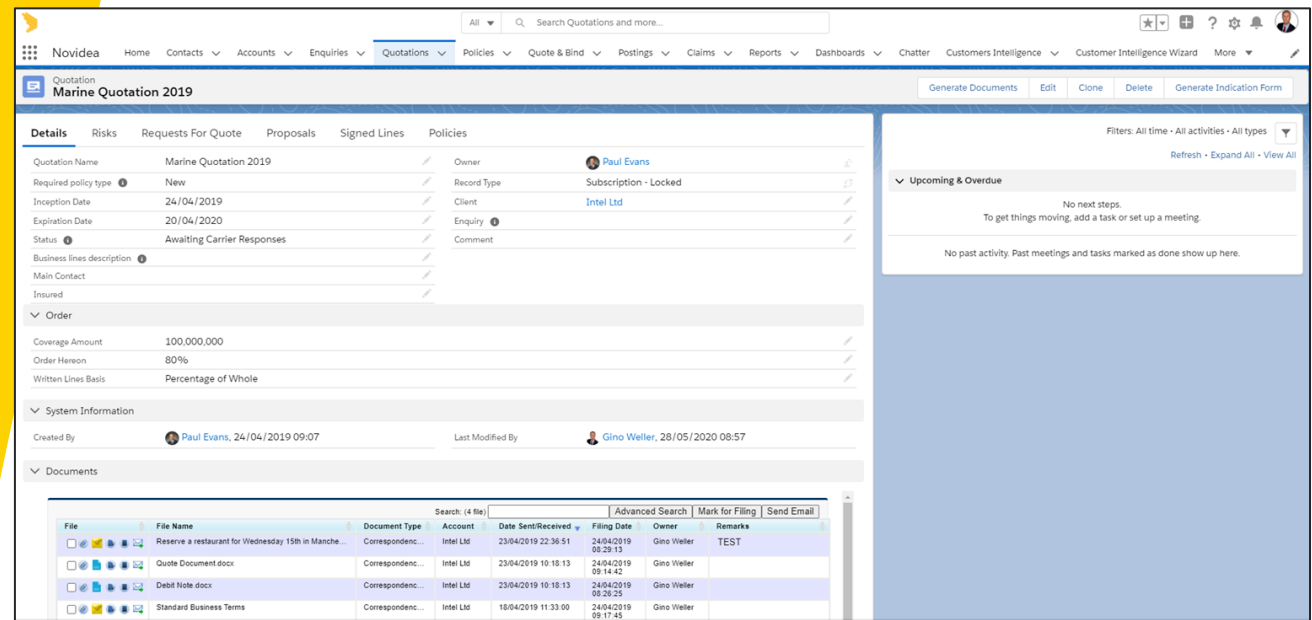 All
Search Quotations and more...
Novidea Home Contacts Accounts Enquiries Quotations Policies Quote & Bind Postings Claims Reports Dashboards Chatter Customers Intelligence Customer Intelligence Wizard More
Quotation
Marine Quotation 2019
Generate Documents Edit Clone Delete Generate Indication Form
Details Risks Requests For Quote Proposals Signed Lines Policies
Quotation Name Marine Quotation 2019 Owner Paul Evans
Required policy type New Record Type Subscription - Locked
Inception Date 24/04/2019 Client Intel Ltd
Expiration Date 20/04/2020 Enquiry
Status Awaiting Carrier Responses Comment
Business lines description
Main Contact
Insured
Order
Coverage Amount 100,000,000
Order Hereon 80%
Written Lines Basis Percentage of Whole
System Information
Created By Paul Evans, 24/04/2019 09:07 Last Modified By Gino Weller, 28/05/2020 08:57
Documents
Search: (4 file) Advanced Search Mark for Filing Send Email
File File Name Document Type Account Date Sent/Received Filing Date Owner Remarks
Reserve a restaurant for Wednesday 15th in Manche... Correspondenc... Intel Ltd 23/04/2019 22:36:51 24/04/2019 08:29:13 Gino Weller TEST
Quote Document.docx Correspondenc... Intel Ltd 23/04/2019 10:18:13 24/04/2019 09:14:42 Gino Weller
Debit Note.docx Correspondenc... Intel Ltd 23/04/2019 10:18:13 24/04/2019 08:26:25 Gino Weller
Standard Business Terms Correspondenc... Intel Ltd 18/04/2019 11:33:00 24/04/2019 09:17:45 Gino Weller
Filters: All time • All activities • All types
Refresh • Expand All • View All
Upcoming & Overdue
No next steps.
To get things moving, add a task or set up a meeting.
No past activity. Past meetings and tasks marked as done show up here.